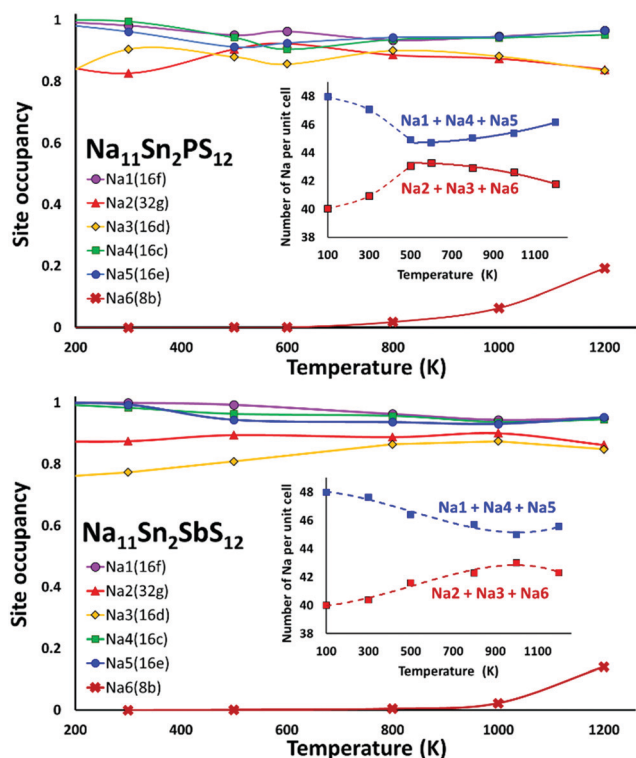 1
0.8
0.6
0.4
0.2
0
Site occupancy
Na11Sn2PS12
Na1(16f)
Na2(32g)
Na3(16d)
Na4(16c)
Na5(16e)
Na6(8b)
48
46
44
42
40
38
Number of Na per unit cell
Na1 + Na4 + Na5
Na2 + Na3 + Na6
100 300 500 700 900 1100
Temperature (K)
200 400 600 800 1000 1200
Temperature (K)
1
0.8
0.6
0.4
0.2
0
Site occupancy
Na11Sn2SbS12
Na1(16f)
Na2(32g)
Na3(16d)
Na4(16c)
Na5(16e)
Na6(8b)
48
46
44
42
40
38
Number of Na per unit cell
Na1 + Na4 + Na5
Na2 + Na3 + Na6
100 300 500 700 900 1100
Temperature (K)
200 400 600 800 1000 1200
Temperature (K)